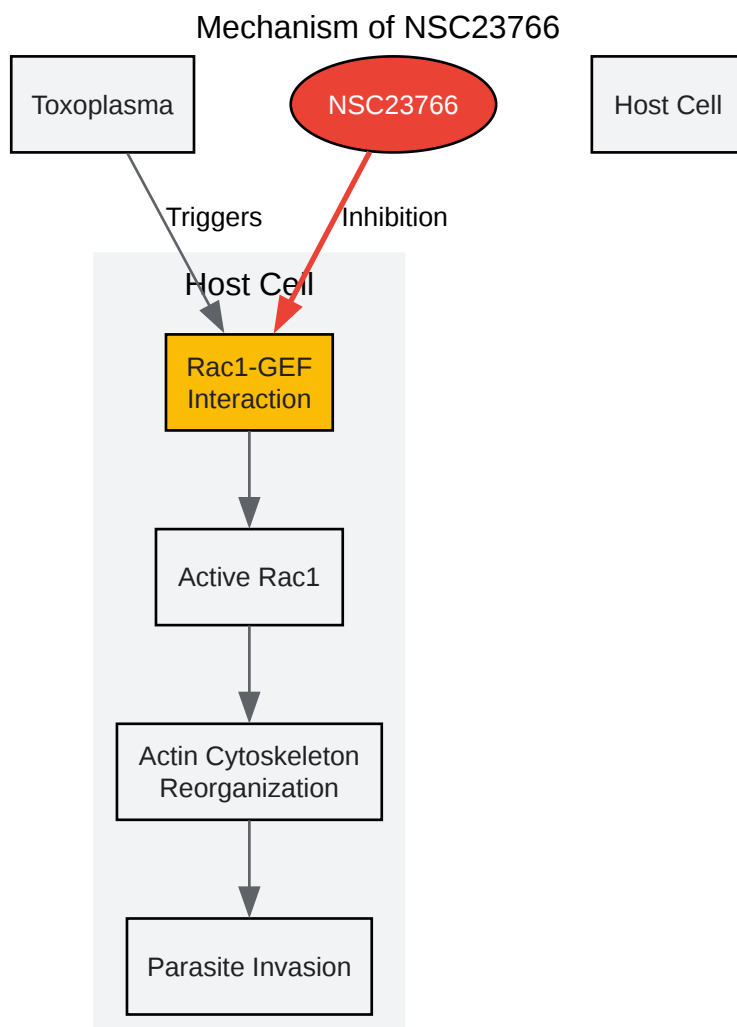 Mechanism of NSC23766
Toxoplasma
NSC23766
Host Cell
Triggers
Inhibition
Host Cell
Rac1-GEF
Interaction
Active Rac1
Actin Cytoskeleton
Reorganization
Parasite Invasion